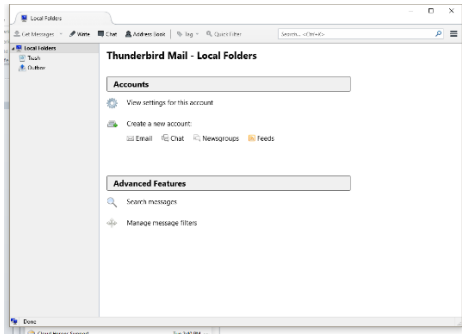 Local Folders
Get Messages Write Chat Address Book Tag Quick Filter Search... <Ctrl+K>
Local Folders
Trash
Outbox
Thunderbird Mail - Local Folders
Accounts
View settings for this account
Create a new account:
Email Chat Newsgroups Feeds
Advanced Features
Search messages
Manage message filters
Done